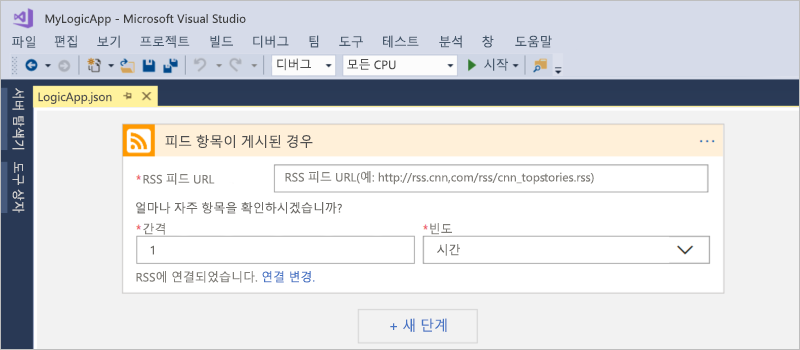 MyLogicApp - Microsoft Visual Studio
파일 편집 보기 프로젝트 빌드 디버그 팀 도구 테스트 분석 창 도움말
디버그 모든 CPU 시작
서버 탐색기
도구 상자
LogicApp.json
피드 항목이 게시된 경우 ...
*RSS 피드 URL RSS 피드 URL(예: http://rss.cnn,com/rss/cnn_topstories.rss)
얼마나 자주 항목을 확인하시겠습니까?
*간격 *빈도
1 시간
RSS에 연결되었습니다. 연결 변경.
+ 새 단계